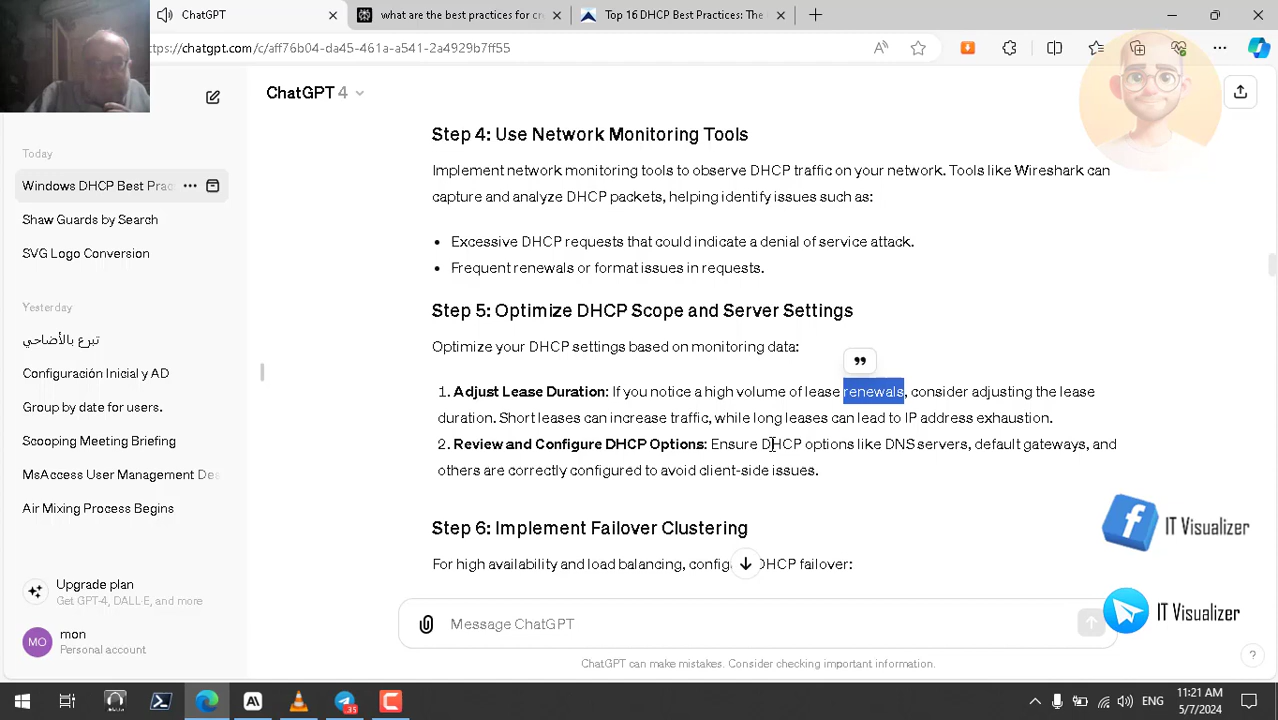 ChatGPT
what are the best practices for cr
Top 16 DHCP Best Practices: The
ttps://chatgpt.com/c/aff76b04-da45-461a-a541-2a4929b7ff55
ChatGPT 4
Today
Windows DHCP Best Prac
Shaw Guards by Search
SVG Logo Conversion
Yesterday
تبرع بالأضاحي
Configuración Inicial y AD
Group by date for users.
Scooping Meeting Briefing
MsAccess User Management Des
Air Mixing Process Begins
Upgrade plan
Get GPT-4, DALL·E, and more
MO
mon
Personal account
Step 4: Use Network Monitoring Tools
Implement network monitoring tools to observe DHCP traffic on your network. Tools like Wireshark can
capture and analyze DHCP packets, helping identify issues such as:
• Excessive DHCP requests that could indicate a denial of service attack.
• Frequent renewals or format issues in requests.
Step 5: Optimize DHCP Scope and Server Settings
Optimize your DHCP settings based on monitoring data:
1. Adjust Lease Duration: If you notice a high volume of lease renewals, consider adjusting the lease
duration. Short leases can increase traffic, while long leases can lead to IP address exhaustion.
2. Review and Configure DHCP Options: Ensure DHCP options like DNS servers, default gateways, and
others are correctly configured to avoid client-side issues.
Step 6: Implement Failover Clustering
For high availability and load balancing, config DHCP failover:
Message ChatGPT
ChatGPT can make mistakes. Consider checking important information.
IT Visualizer
IT Visualizer
35
ENG
11:21 AM
5/7/2024